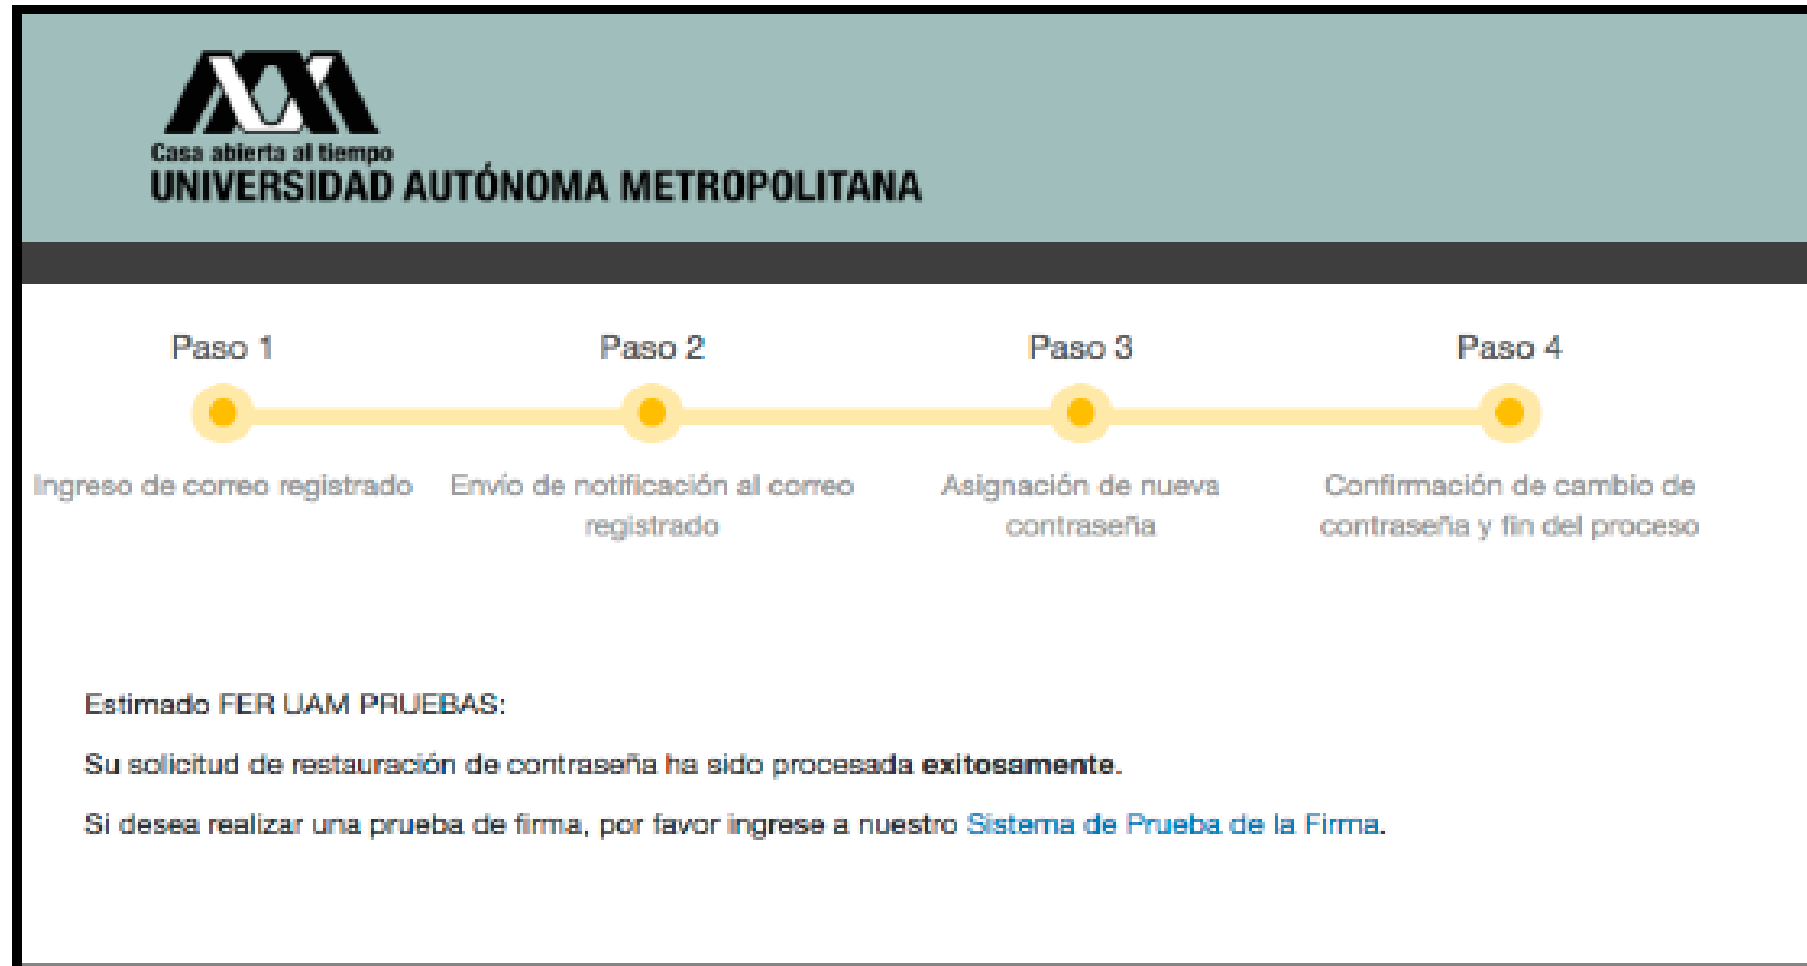 Casa abierta al tiempo
UNIVERSIDAD AUTÓNOMA METROPOLITANA
Paso 1
Paso 2
Paso 3
Paso 4
Ingreso de correo registrado
Envío de notificación al correo
registrado
Asignación de nueva
contraseña
Confirmación de cambio de
contraseña y fin del proceso
Estimado FER UAM PRUEBAS:
Su solicitud de restauración de contraseña ha sido procesada exitosamente.
Si desea realizar una prueba de firma, por favor ingrese a nuestro Sistema de Prueba de la Firma.